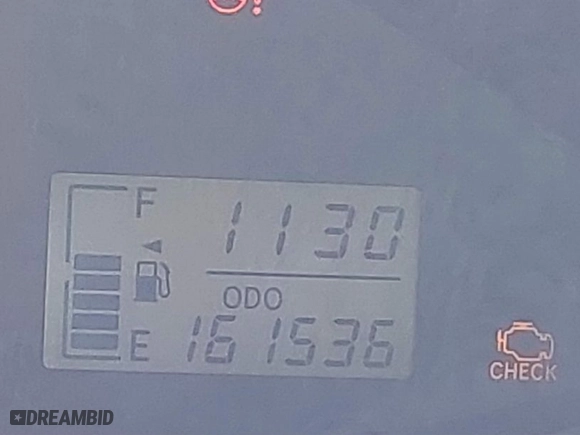 F 1130
ODO
E 161536
CHECK
DREAMBID